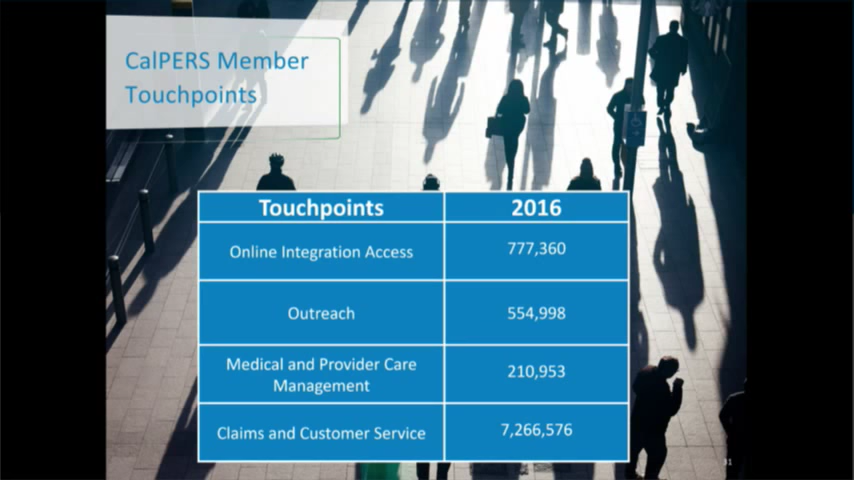 CalPERS Member
Touchpoints
Touchpoints 2016
Online Integration Access 777,360
Outreach 554,998
Medical and Provider Care
Management 210,953
Claims and Customer Service 7,266,576
31